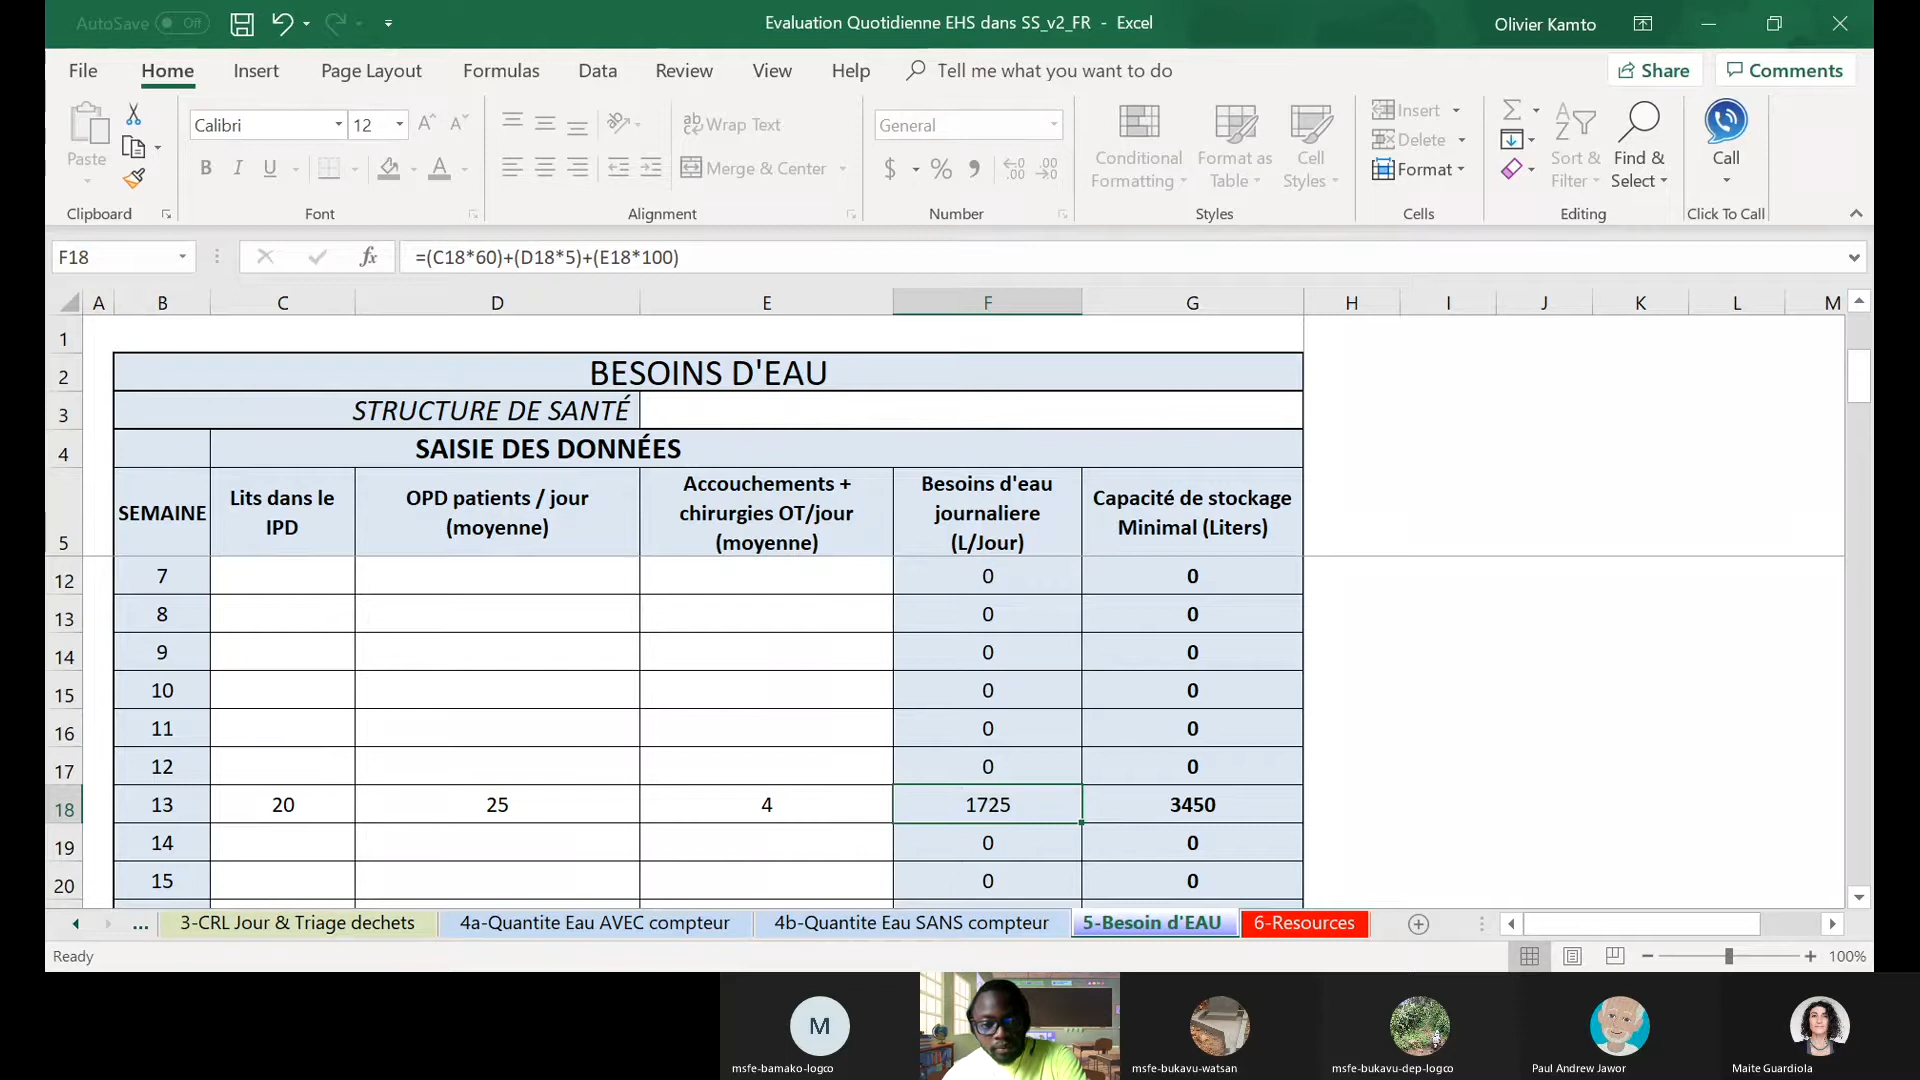 AutoSave Off
Evaluation Quotidienne EHS dans SS_v2_FR - Excel
Olivier Kamto
File Home Insert Page Layout Formulas Data Review View Help Tell me what you want to do
Share Comments
Paste
Calibri 12
B I U
A
Wrap Text
Merge & Center
General
$ %
Conditional Formatting
Format as Table
Cell Styles
Insert
Delete
Format
Sort & Filter
Find & Select
Call
Clipboard Font Alignment Number Styles Cells Editing Click To Call
F18 fx =(C18*60)+(D18*5)+(E18*100)
A B C D E F G H I J K L M
1
2 BESOINS D'EAU
3 STRUCTURE DE SANTÉ
4 SAISIE DES DONNÉES
5 SEMAINE Lits dans le IPD OPD patients / jour (moyenne) Accouchements + chirurgies OT/jour (moyenne) Besoins d'eau journaliere (L/Jour) Capacité de stockage Minimal (Liters)
12 7 0 0
13 8 0 0
14 9 0 0
15 10 0 0
16 11 0 0
17 12 0 0
18 13 20 25 4 1725 3450
19 14 0 0
20 15 0 0
... 3-CRL Jour & Triage dechets 4a-Quantite Eau AVEC compteur 4b-Quantite Eau SANS compteur 5-Besoin d'EAU 6-Resources
Ready
100%
M
msfe-bamako-logco
msfe-bukavu-watsan
msfe-bukavu-dep-logco
Paul Andrew Jawor
Maite Guardiola